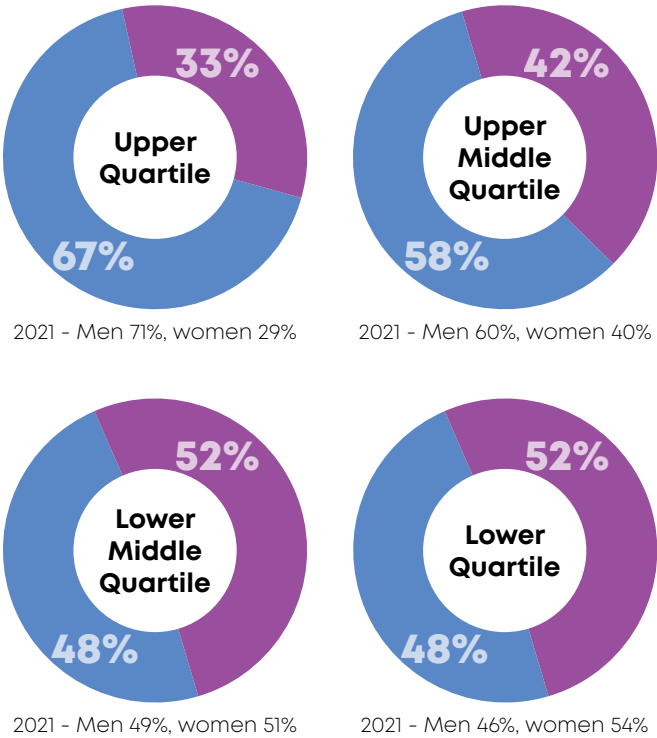 33%
Upper
Quartile
67%
2021 - Men 71%, women 29%
42%
Upper
Middle
Quartile
58%
2021 - Men 60%, women 40%
52%
Lower
Middle
Quartile
48%
2021 - Men 49%, women 51%
52%
Lower
Quartile
48%
2021 - Men 46%, women 54%